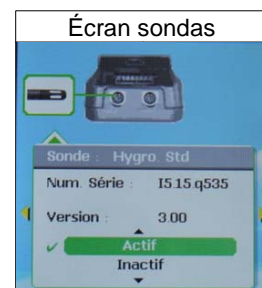 Écran sondas
Sonde : Hygro. Std
Num. Série : I5.15.q535
Version : 3.00
Actif
Inactif